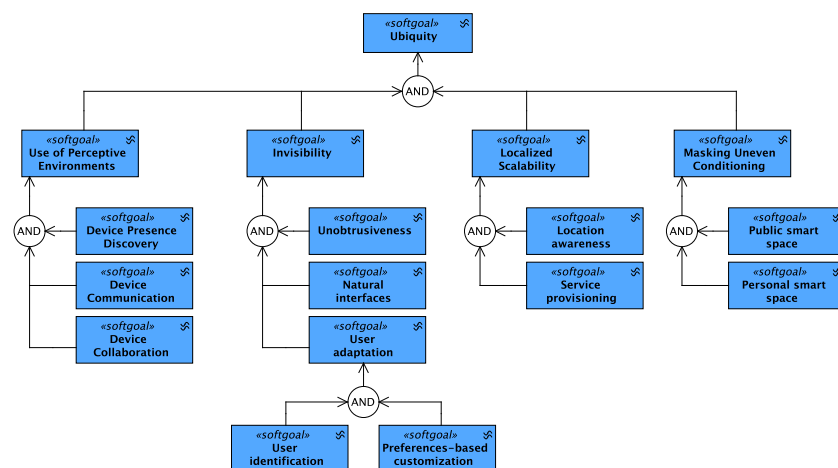 «softgoal»
Ubiquity
AND
«softgoal»
Use of Perceptive
Environments
«softgoal»
Invisibility
«softgoal»
Localized
Scalability
«softgoal»
Masking Uneven
Conditioning
AND
«softgoal»
Device Presence
Discovery
AND
«softgoal»
Unobtrusiveness
AND
«softgoal»
Location
awareness
AND
«softgoal»
Public smart
space
«softgoal»
Device
Communication
«softgoal»
Natural
interfaces
«softgoal»
Service
provisioning
«softgoal»
Personal smart
space
«softgoal»
Device
Collaboration
«softgoal»
User
adaptation
AND
«softgoal»
User
identification
«softgoal»
Preferences-based
customization